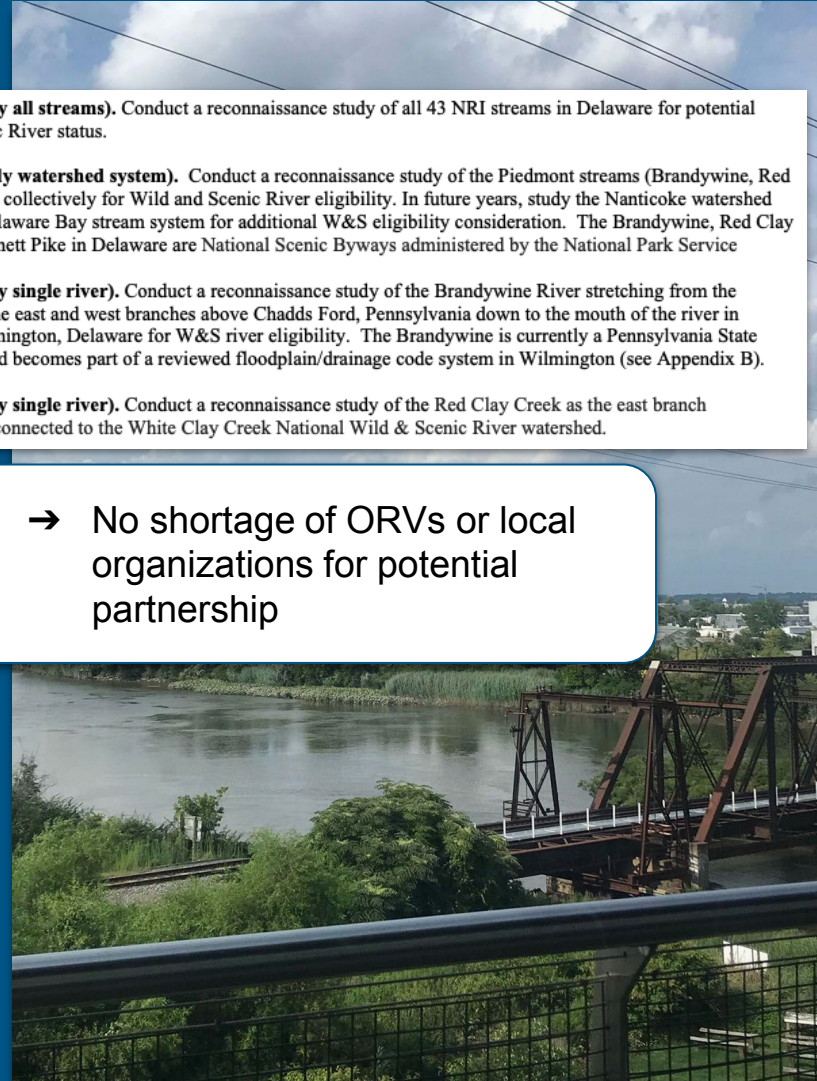 y all streams). Conduct a reconnaissance study of all 43 NRI streams in Delaware for potential
c River status.
ly watershed system). Conduct a reconnaissance study of the Piedmont streams (Brandywine, Red
collectively for Wild and Scenic River eligibility. In future years, study the Nanticoke watershed
laware Bay stream system for additional W&S eligibility consideration. The Brandywine, Red Clay
nett Pike in Delaware are National Scenic Byways administered by the National Park Service
y single river). Conduct a reconnaissance study of the Brandywine River stretching from the
e east and west branches above Chadds Ford, Pennsylvania down to the mouth of the river in
nington, Delaware for W&S river eligibility. The Brandywine is currently a Pennsylvania State
d becomes part of a reviewed floodplain/drainage code system in Wilmington (see Appendix B).
y single river). Conduct a reconnaissance study of the Red Clay Creek as the east branch
connected to the White Clay Creek National Wild & Scenic River watershed.
➔ No shortage of ORVs or local
organizations for potential
partnership